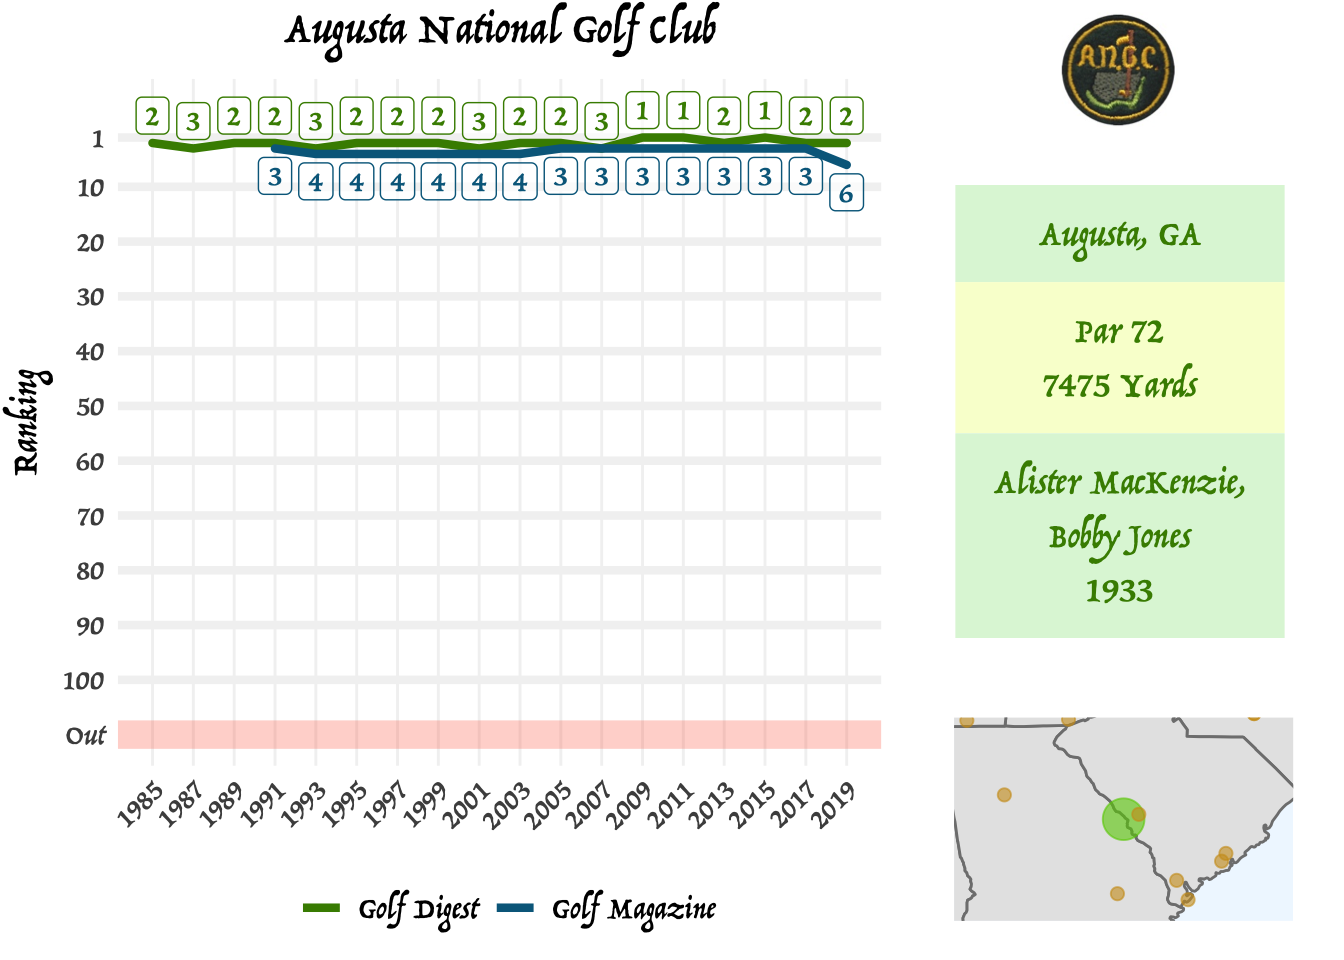 Augusta National Golf Club
A.N.G.C.
2 3 2 2 3 2 2 2 3 2 2 3 1 1 2 1 2 2
3 4 4 4 4 4 4 3 3 3 3 3 3 3 6
Ranking
1
10
20
30
40
50
60
70
80
90
100
Out
1985 1987 1989 1991 1993 1995 1997 1999 2001 2003 2005 2007 2009 2011 2013 2015 2017 2019
Golf Digest Golf Magazine
Augusta, GA
Par 72
7475 Yards
Alister MacKenzie,
Bobby Jones
1933